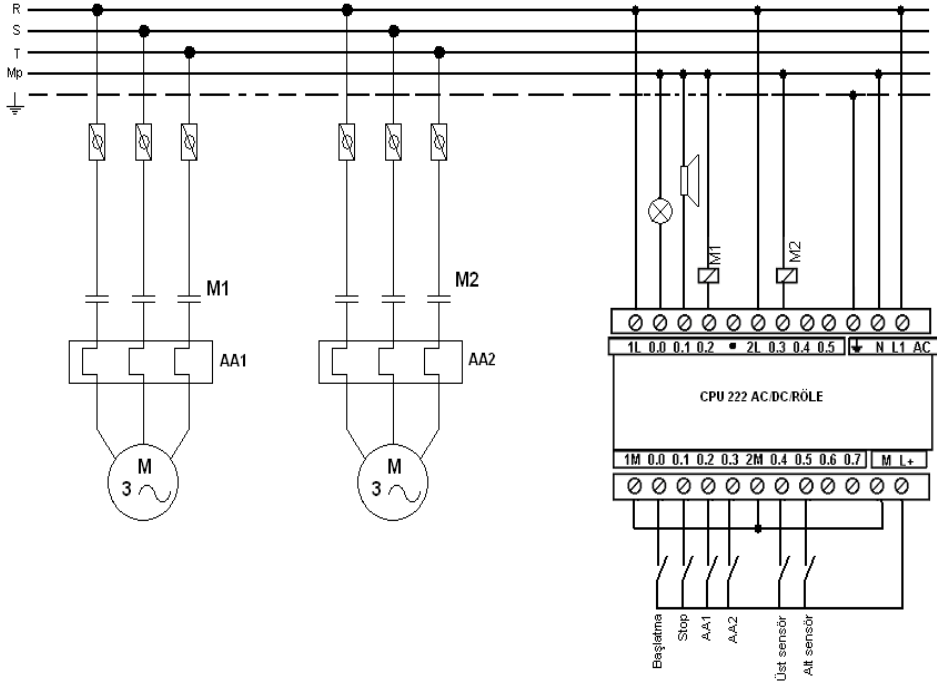 R
S
T
Mp
M1
M2
M1
M2
AA1
AA2
M
3
M
3
1L 0.0 0.1 0.2 2L 0.3 0.4 0.5 N L1 AC
CPU 222 AC/DC/RÖLE
1M 0.0 0.1 0.2 0.3 2M 0.4 0.5 0.6 0.7 M L+
Başlatma
Stop
AA1
AA2
Üst sensör
Alt sensör